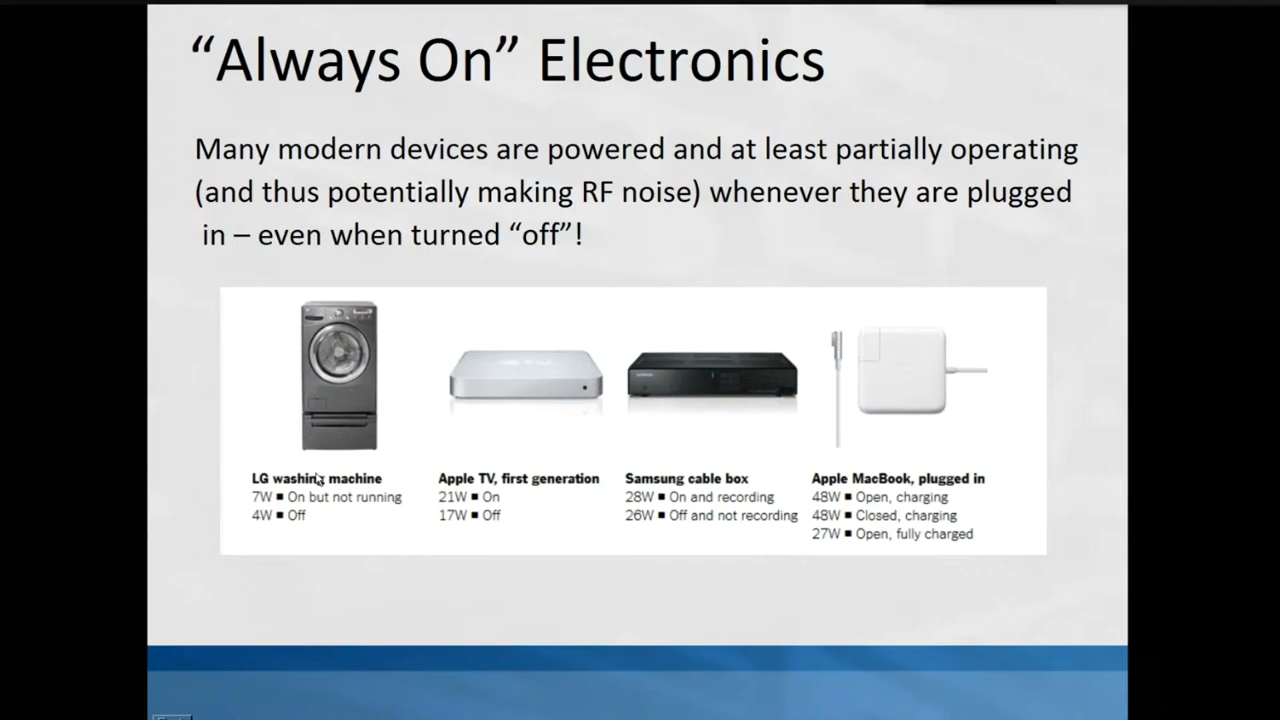 “Always On” Electronics
Many modern devices are powered and at least partially operating
(and thus potentially making RF noise) whenever they are plugged
in – even when turned “off”!
LG washing machine
7W ■ On but not running
4W ■ Off
Apple TV, first generation
21W ■ On
17W ■ Off
Samsung cable box
28W ■ On and recording
26W ■ Off and not recording
Apple MacBook, plugged in
48W ■ Open, charging
48W ■ Closed, charging
27W ■ Open, fully charged